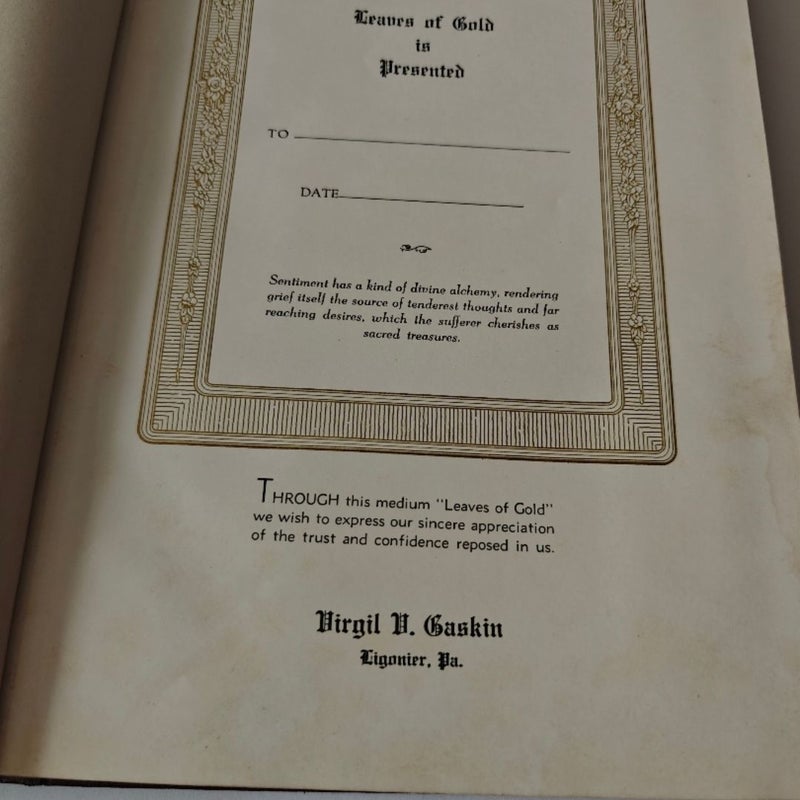 Leaves of Gold
is
Presented
TO
DATE
Sentiment has a kind of divine alchemy, rendering
grief itself the source of tenderest thoughts and far
reaching desires, which the sufferer cherishes as
sacred treasures.
THROUGH this medium "Leaves of Gold"
we wish to express our sincere appreciation
of the trust and confidence reposed in us.
Virgil V. Gaskin
Ligonier, Pa.